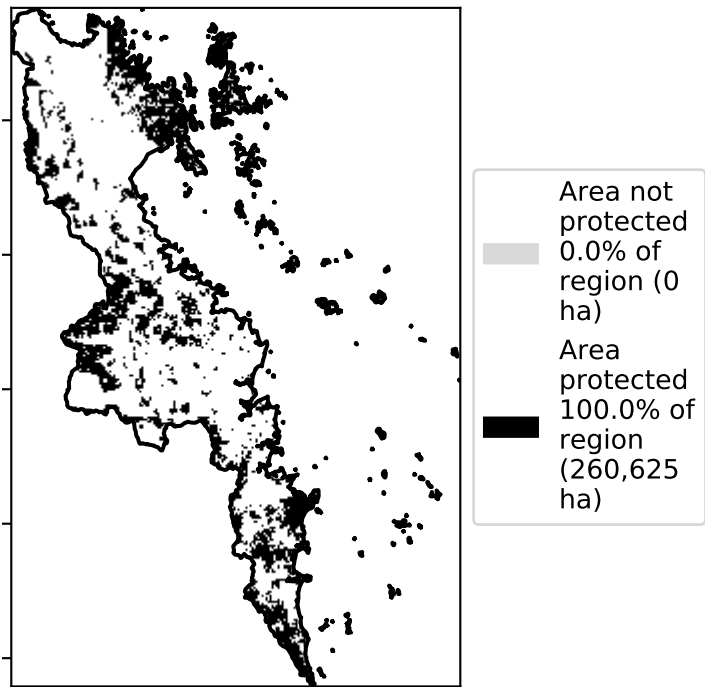 Area not
protected
0.0% of
region (0
ha)
Area
protected
100.0% of
region
(260,625
ha)